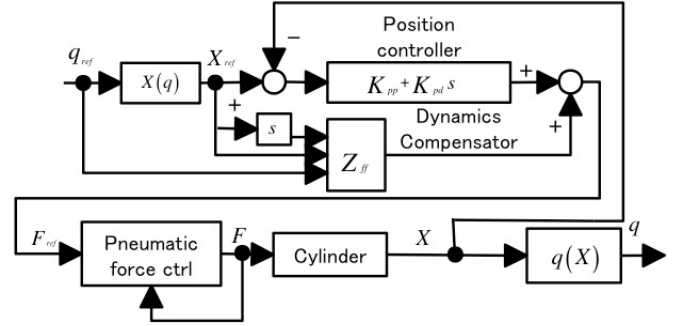 Position
controller
−
q_ref
X_ref
X(q)
K_pp + K_pd s
+
+
s
Z_ff
Dynamics
Compensator
+
F_ref
Pneumatic
force ctrl
F
Cylinder
X
q(X)
q